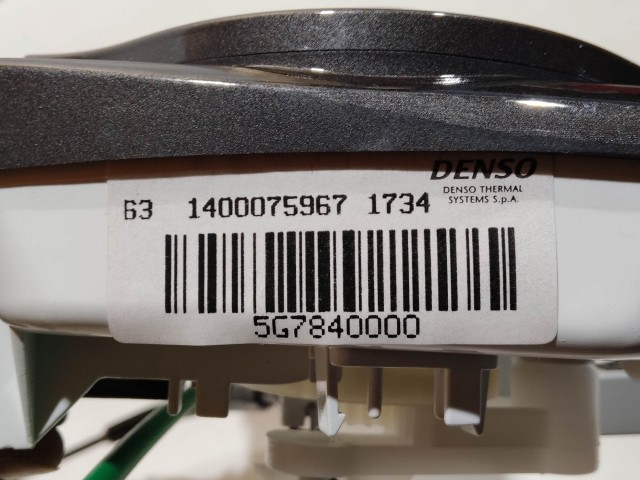 DENSO
DENSO THERMAL
SYSTEMS S.p.A.
63 1400075967 1734
5G7840000